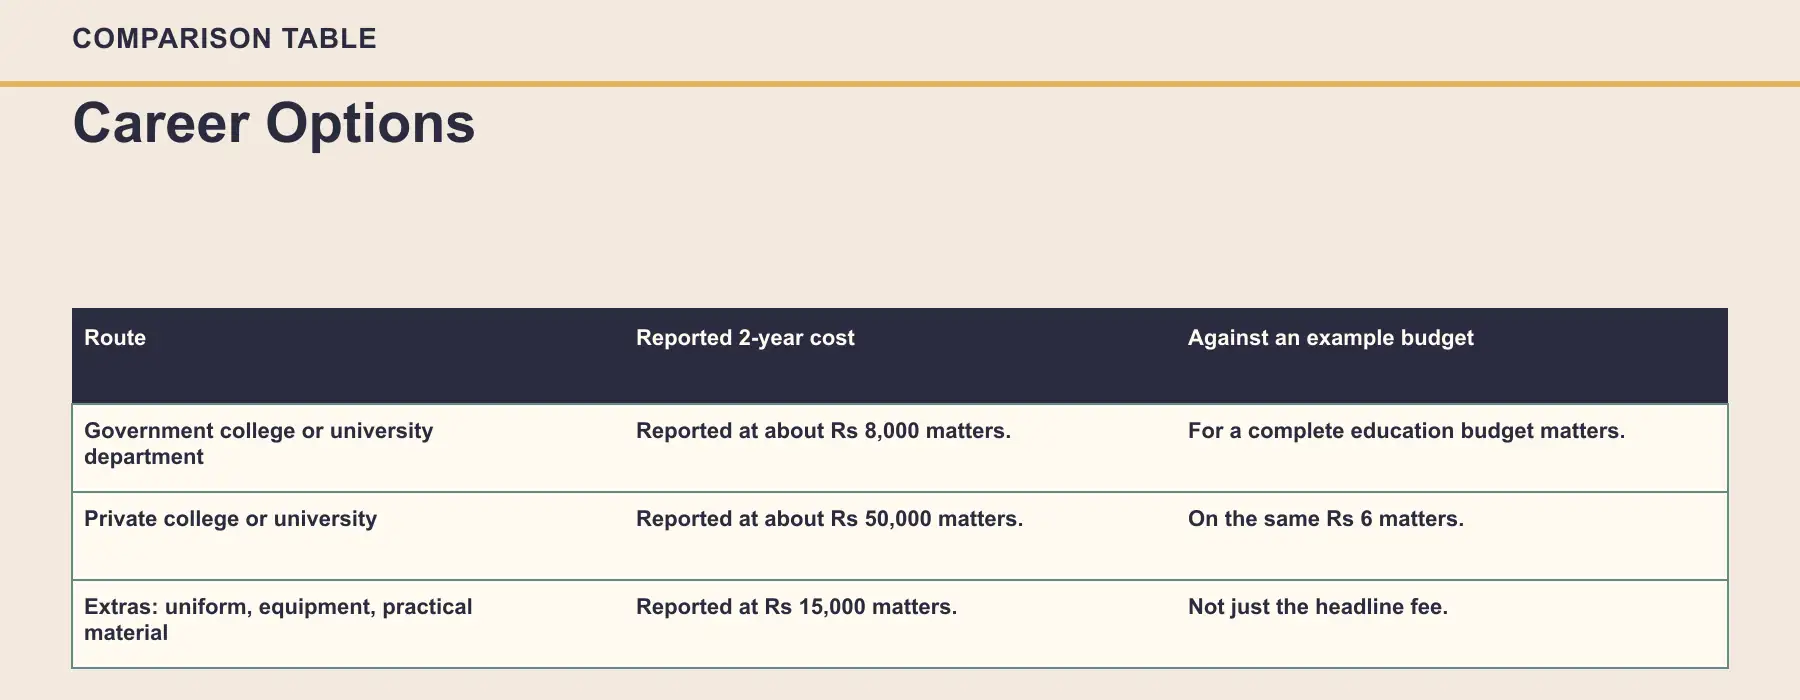 COMPARISON TABLE
Career Options
Route
Reported 2-year cost
Against an example budget
Government college or university
department
Reported at about Rs 8,000 matters.
For a complete education budget matters.
Private college or university
Reported at about Rs 50,000 matters.
On the same Rs 6 matters.
Extras: uniform, equipment, practical
material
Reported at Rs 15,000 matters.
Not just the headline fee.